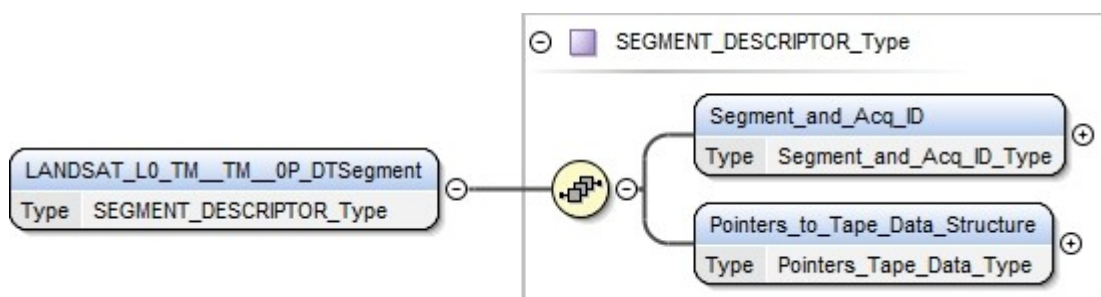 SEGMENT_DESCRIPTOR_Type
Segment_and_Acq_ID
Type Segment_and_Acq_ID_Type
LANDSAT_L0_TM__TM__0P_DTSegment
Type SEGMENT_DESCRIPTOR_Type
Pointers_to_Tape_Data_Structure
Type Pointers_Tape_Data_Type